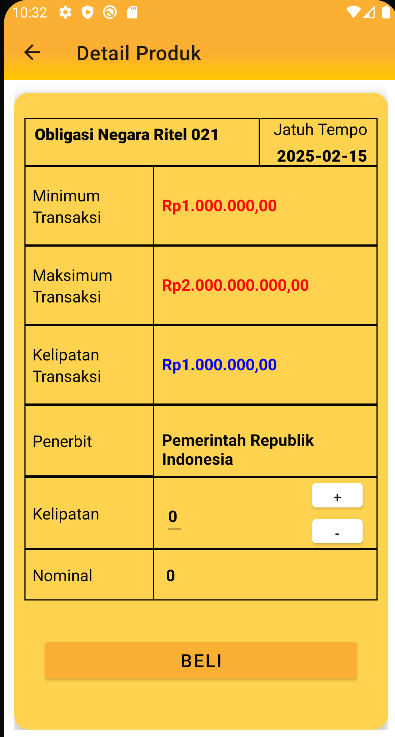 10:32
Detail Produk
Obligasi Negara Ritel 021
Jatuh Tempo
2025-02-15
Minimum
Transaksi
Rp1.000.000,00
Maksimum
Transaksi
Rp2.000.000.000,00
Kelipatan
Transaksi
Rp1.000.000,00
Penerbit
Pemerintah Republik
Indonesia
Kelipatan
0
+
-
Nominal
0
BELI